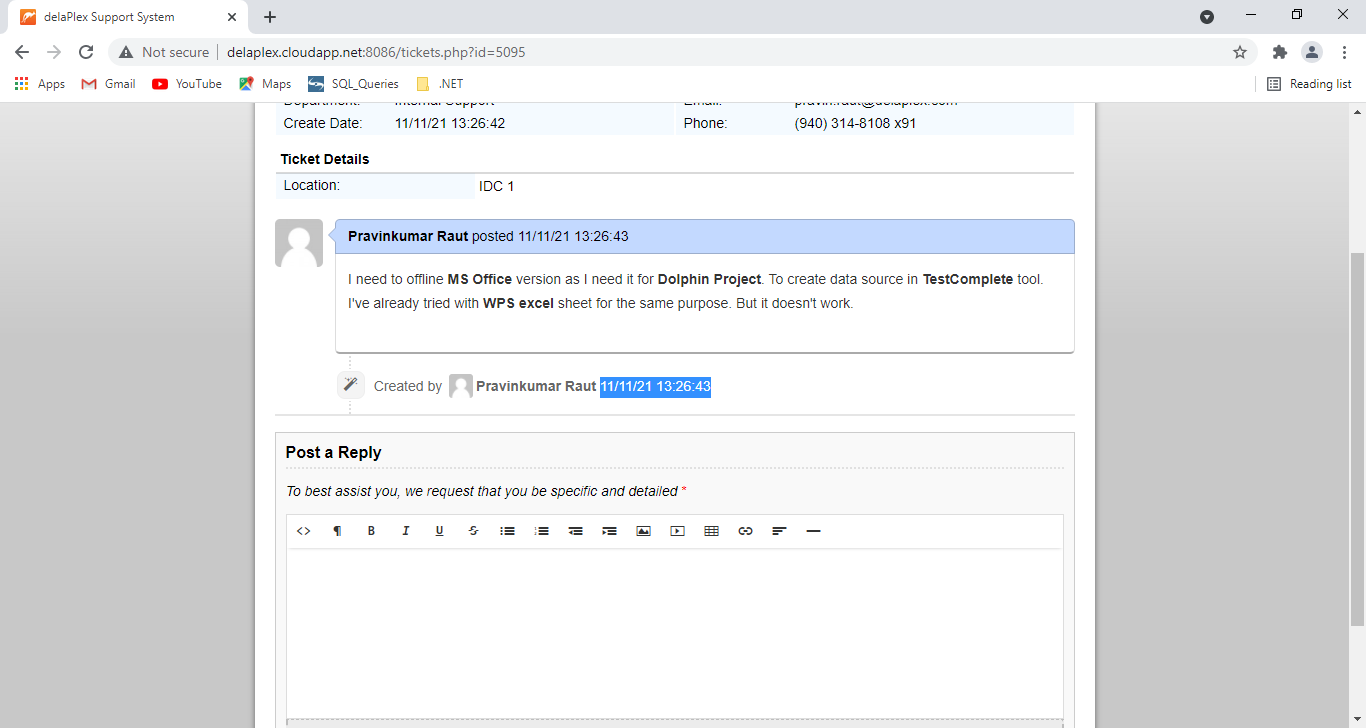 delaPlex Support System
Not secure delaplex.cloudapp.net:8086/tickets.php?id=5095
Apps Gmail YouTube Maps SQL_Queries .NET Reading list
Department: Internal Support Email: pravin.raut@delaplex.com
Create Date: 11/11/21 13:26:42 Phone: (940) 314-8108 x91
Ticket Details
Location: IDC 1
Pravinkumar Raut posted 11/11/21 13:26:43
I need to offline MS Office version as I need it for Dolphin Project. To create data source in TestComplete tool.
I've already tried with WPS excel sheet for the same purpose. But it doesn't work.
Created by Pravinkumar Raut 11/11/21 13:26:43
Post a Reply
To best assist you, we request that you be specific and detailed *